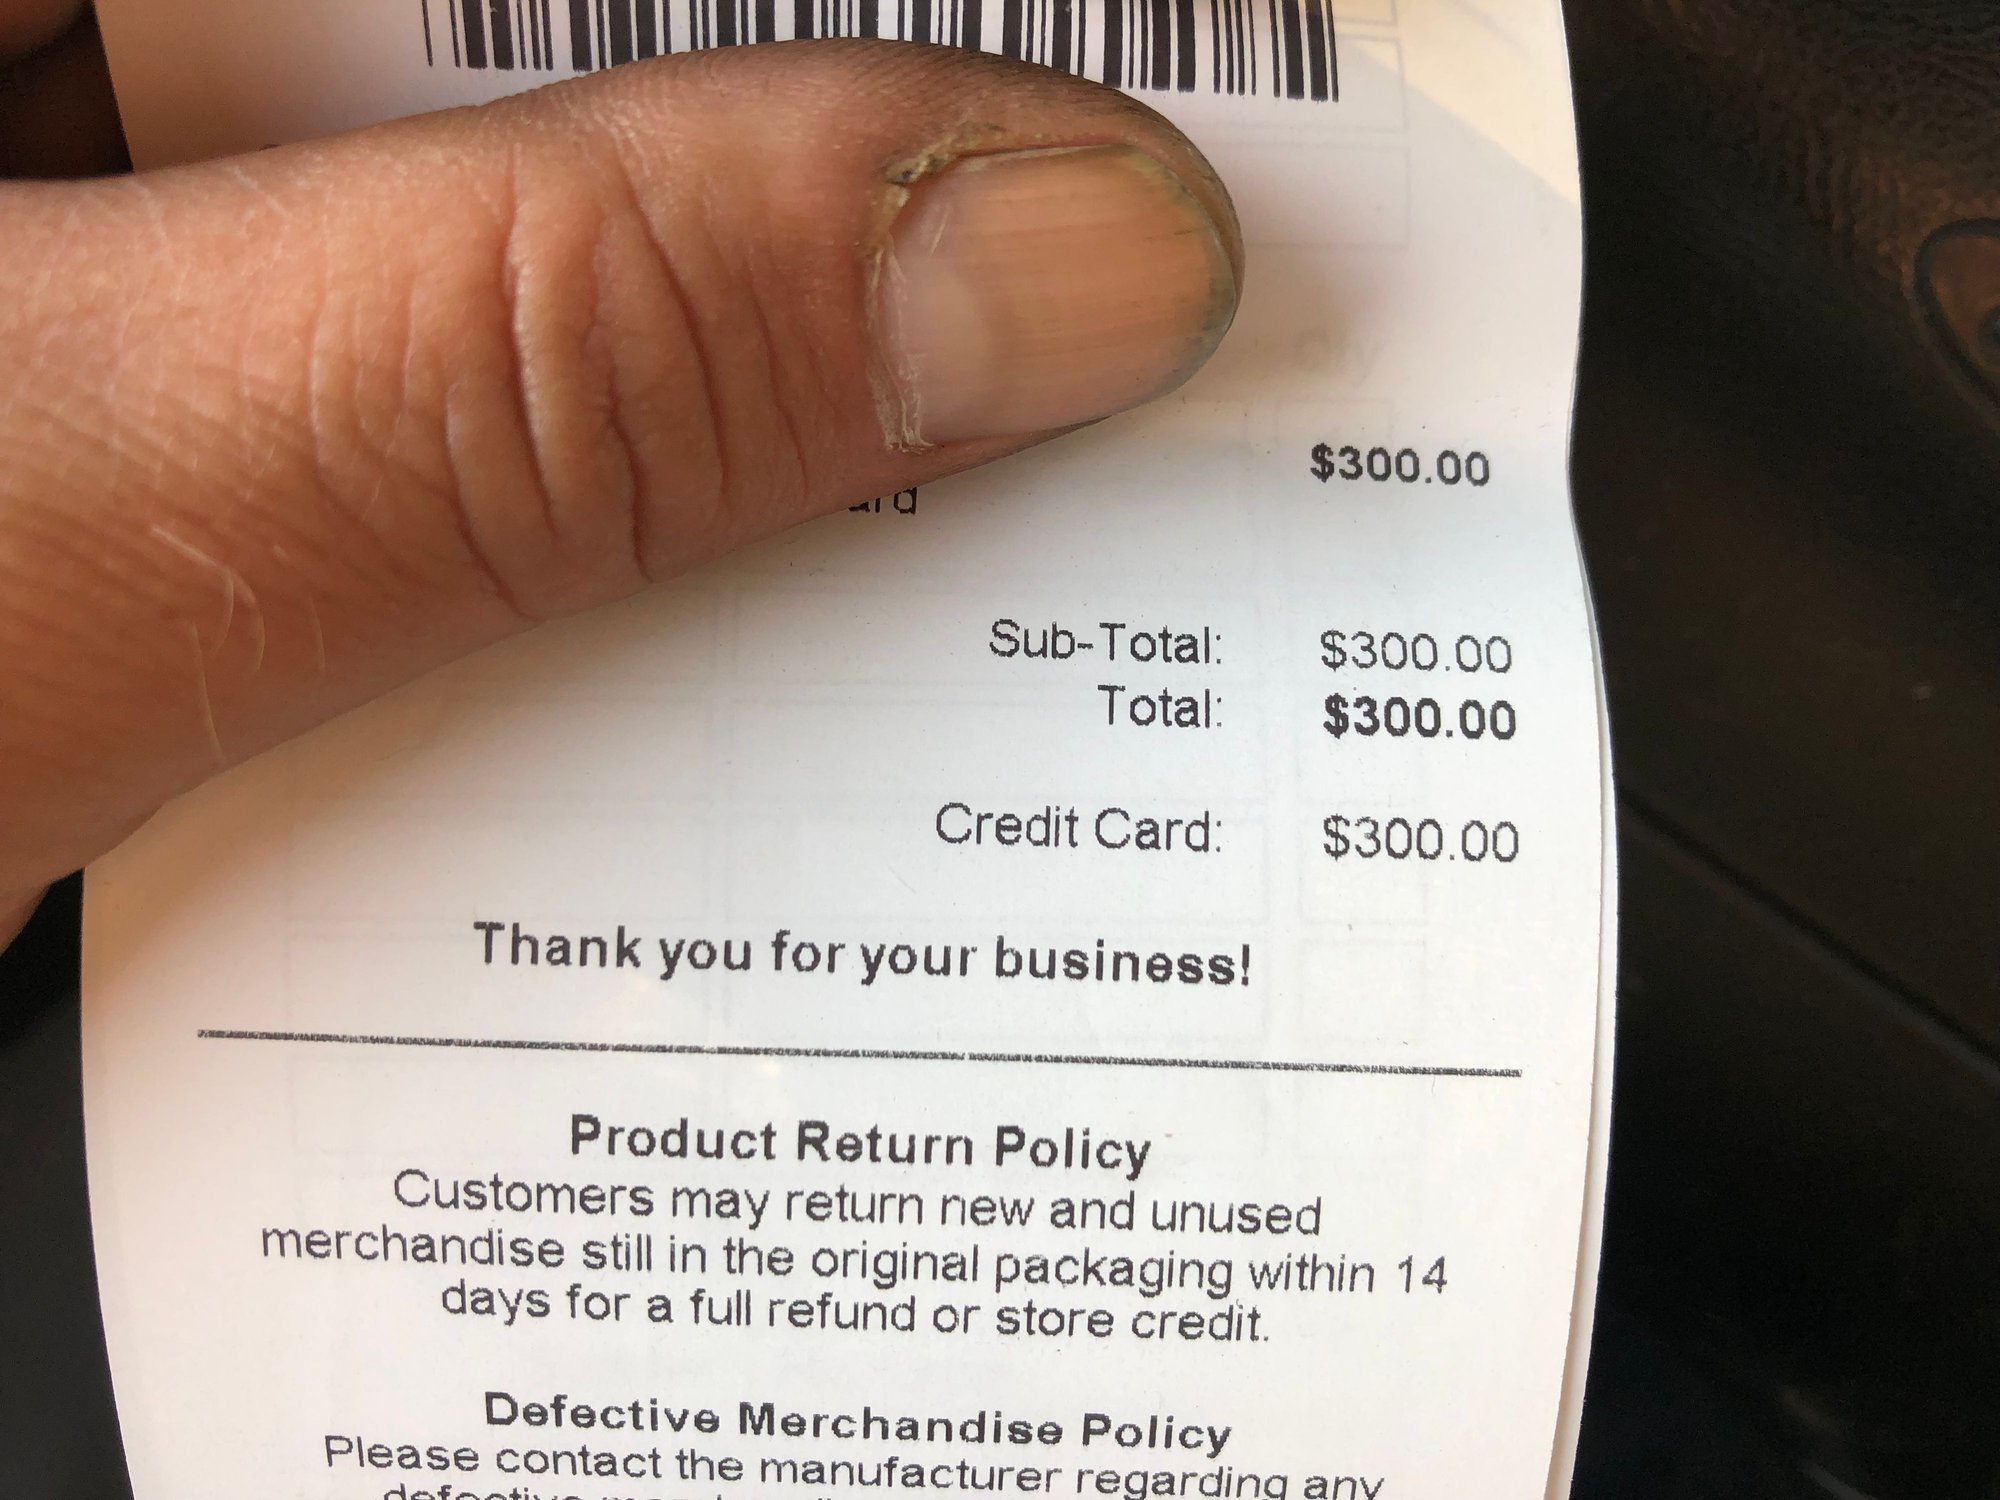 $300.00
Sub-Total: $300.00
Total: $300.00
Credit Card: $300.00
Thank you for your business!
Product Return Policy
Customers may return new and unused
merchandise still in the original packaging within 14
days for a full refund or store credit.
Defective Merchandise Policy
Please contact the manufacturer regarding any